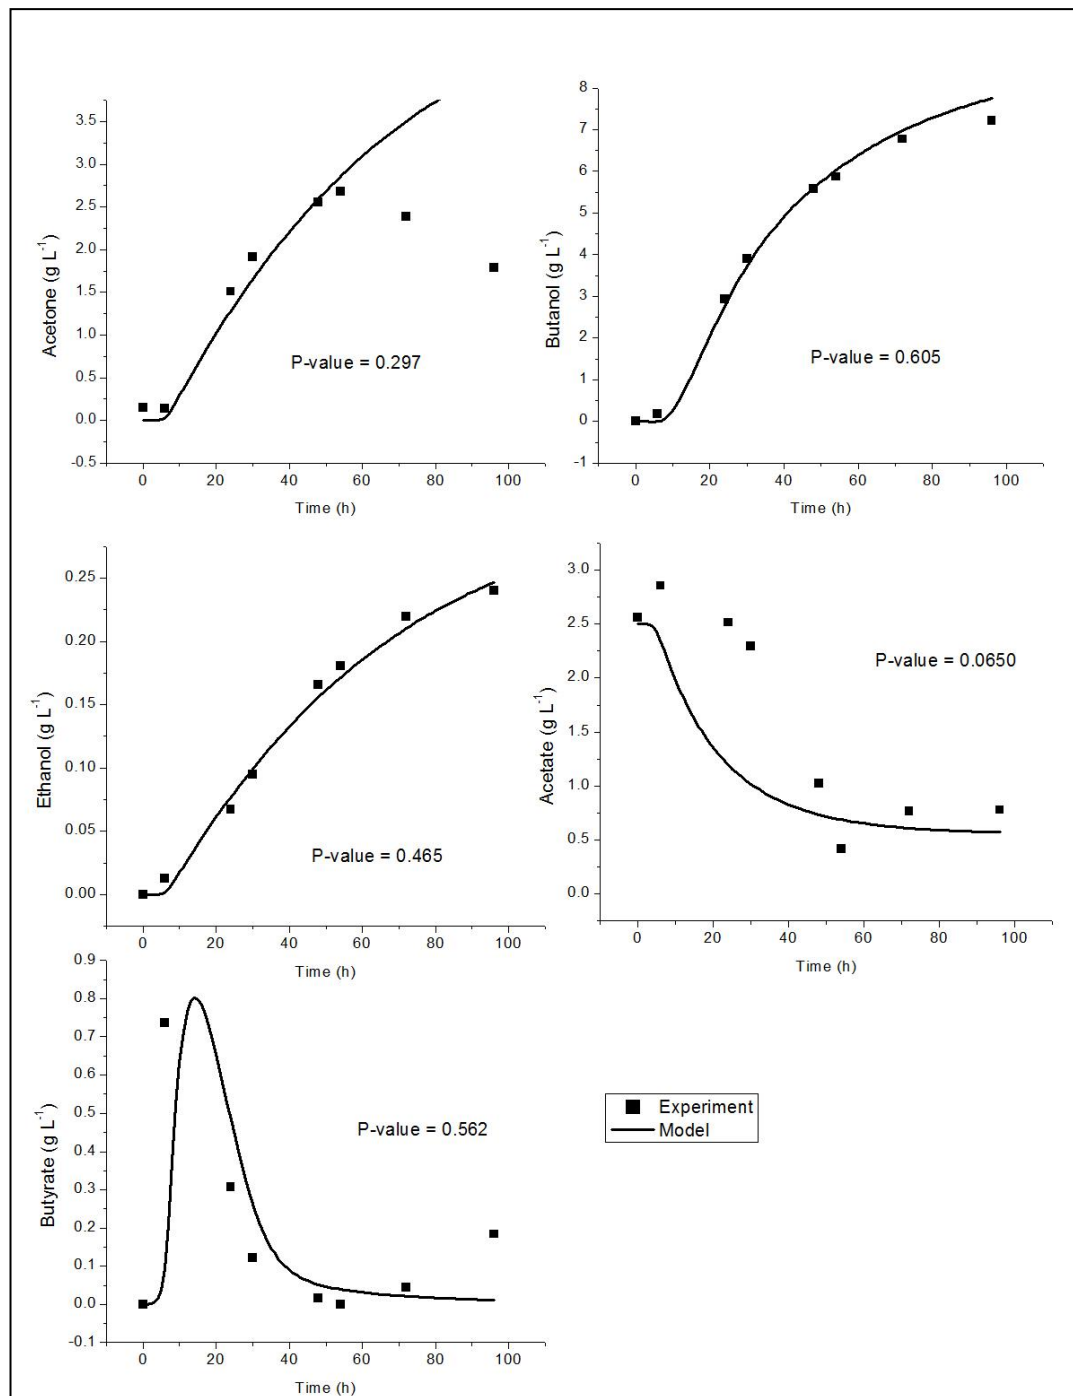 3.5
3.0
2.5
2.0
1.5
1.0
0.5
0.0
-0.5
Acetone (g L-1)
P-value = 0.297
0 20 40 60 80 100
Time (h)
8
7
6
5
4
3
2
1
0
-1
Butanol (g L-1)
P-value = 0.605
0 20 40 60 80 100
Time (h)
0.25
0.20
0.15
0.10
0.05
0.00
Ethanol (g L-1)
P-value = 0.465
0 20 40 60 80 100
Time (h)
3.0
2.5
2.0
1.5
1.0
0.5
0.0
Acetate (g L-1)
P-value = 0.0650
0 20 40 60 80 100
Time (h)
0.9
0.8
0.7
0.6
0.5
0.4
0.3
0.2
0.1
0.0
-0.1
Butyrate (g L-1)
P-value = 0.562
0 20 40 60 80 100
Time (h)
Experiment
Model